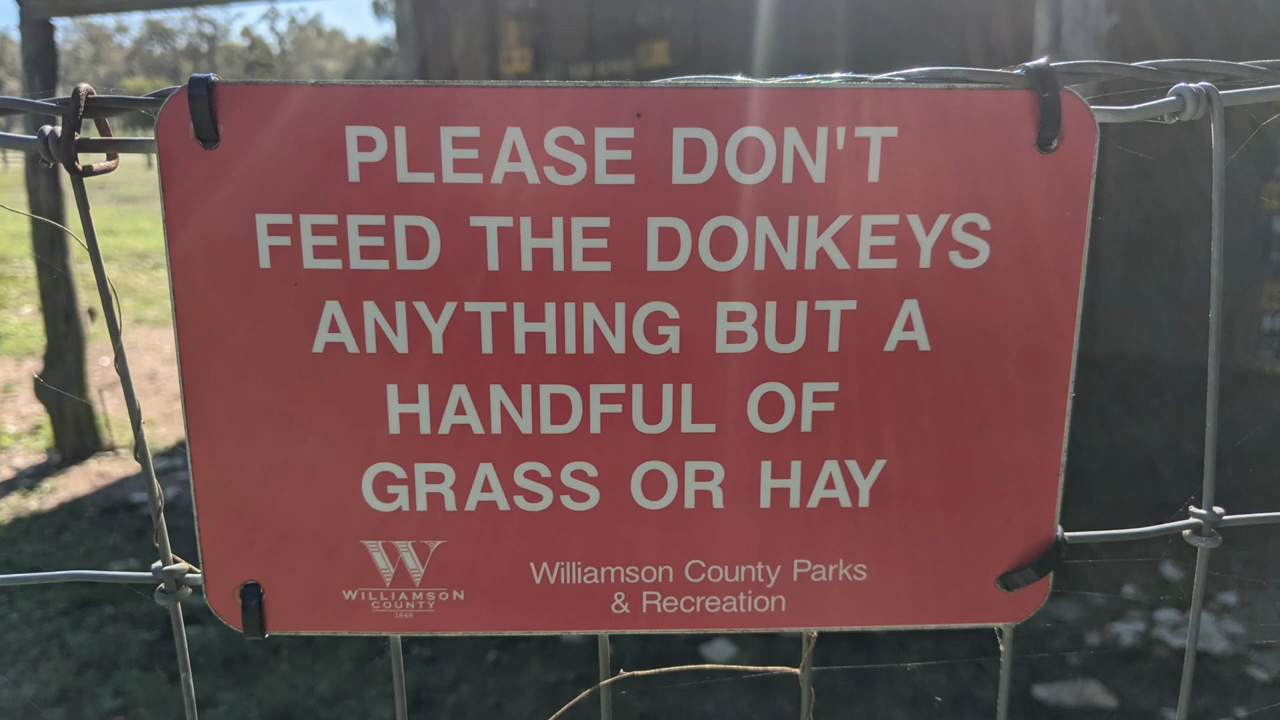 PLEASE DON'T
FEED THE DONKEYS
ANYTHING BUT A
HANDFUL OF
GRASS OR HAY
W
WILLIAMSON
COUNTY
1848
Williamson County Parks
& Recreation